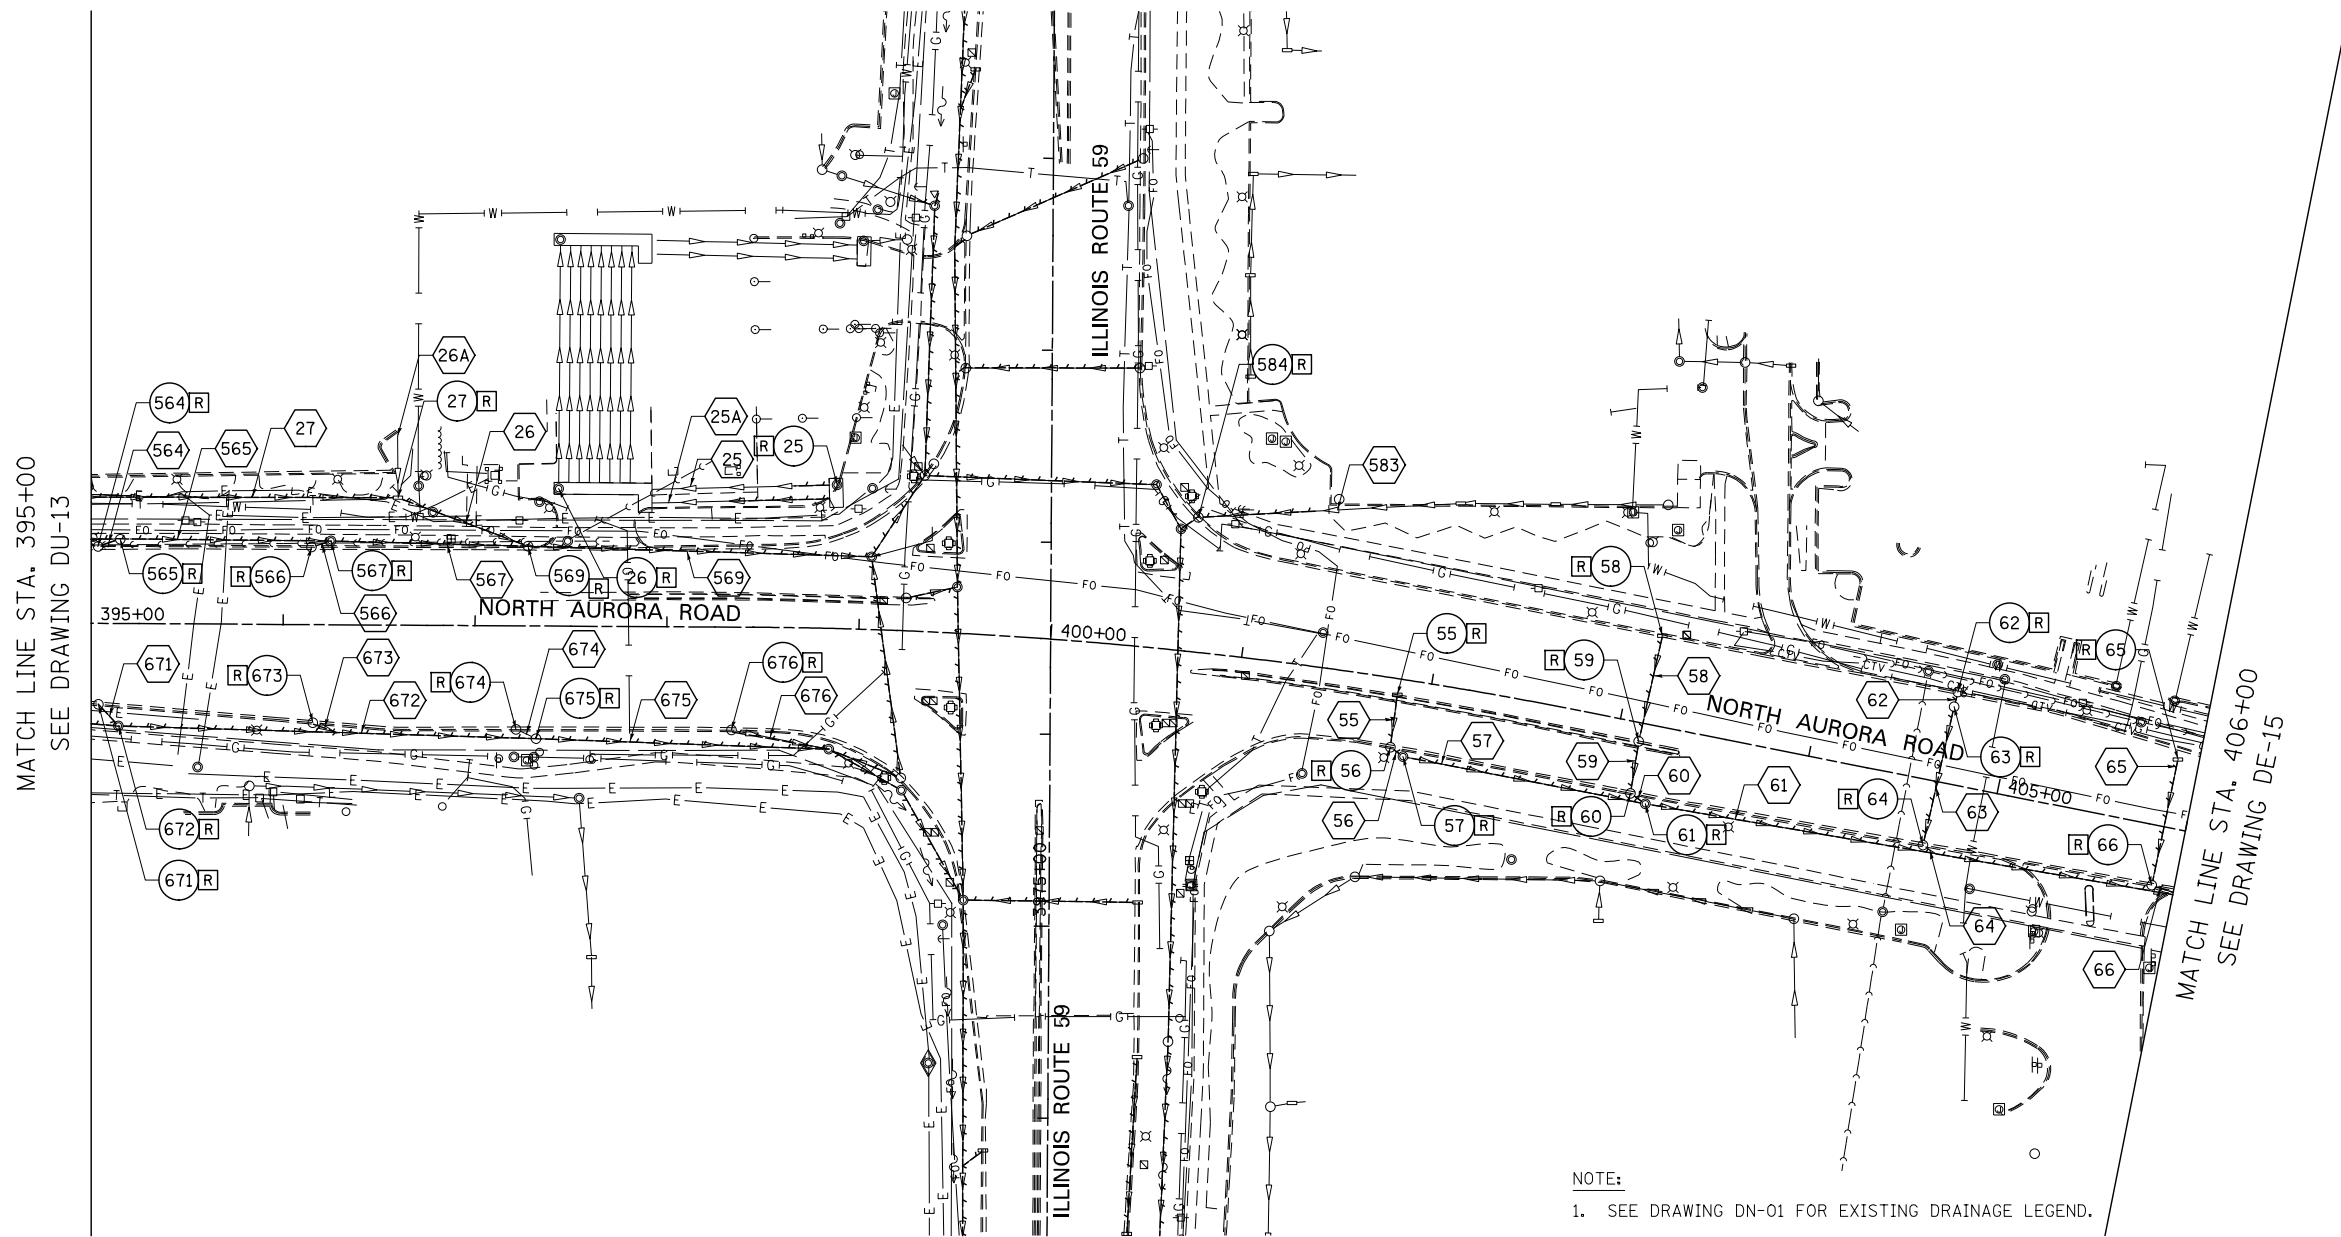 MATCH LINE STA. 395+00
SEE DRAWING DU-13
ILLINOIS ROUTE 59
26A
564 R
27 R
584 R
564
565
27
26
25A
R 25
25
583
565 R
R 566
567 R
567
569
R
26 R
569
R 58
566
NORTH AURORA ROAD
395+00
400+00
55 R
62 R
R 65
671
673
674
676 R
R 59
58
R 673
672
R 674
675 R
675
676
62
NORTH AURORA ROAD
55
57
59
60
R 56
63 R
65
61
R 64
405+00
63
56
57 R
R 60
61 R
R 66
672 R
671 R
3975+00
64
66
MATCH LINE STA. 406+00
SEE DRAWING DE-15
ILLINOIS ROUTE 59
NOTE:
1. SEE DRAWING DN-01 FOR EXISTING DRAINAGE LEGEND.